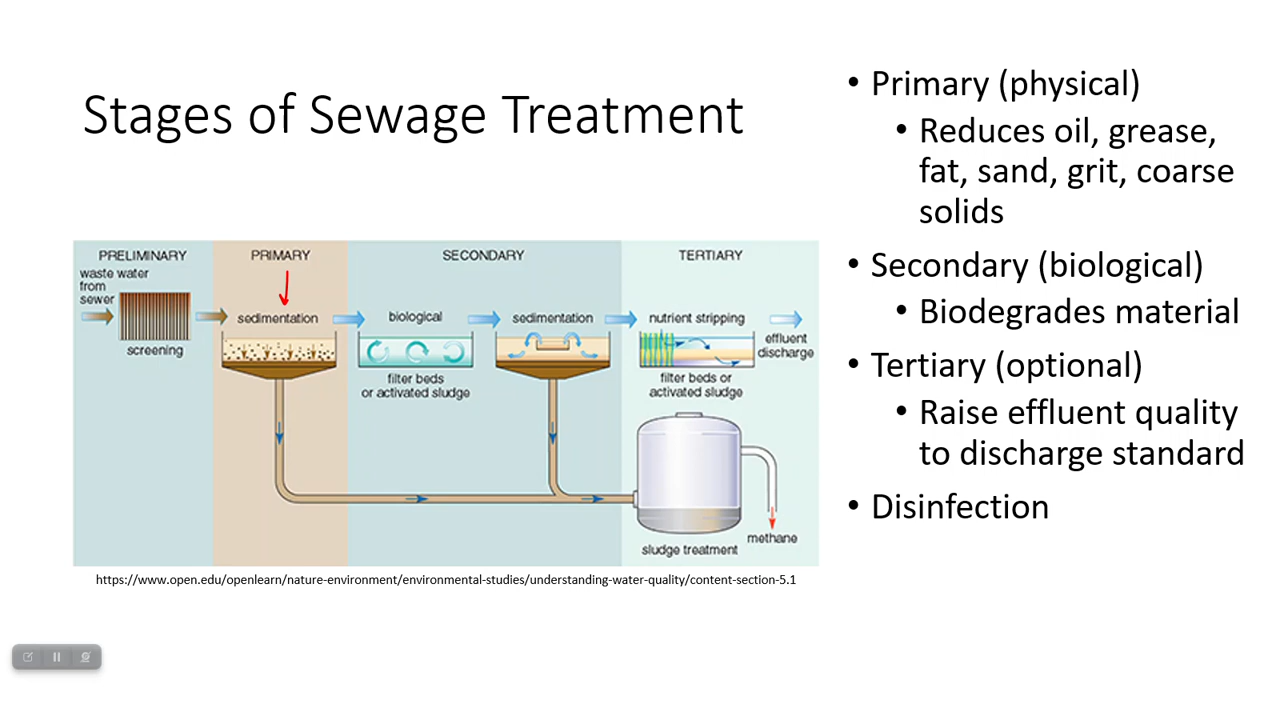 Stages of Sewage Treatment
PRELIMINARY
PRIMARY
SECONDARY
TERTIARY
waste water
from
sewer
screening
sedimentation
biological
filter beds
or activated sludge
sedimentation
nutrient stripping
filter beds or
activated sludge
effluent
discharge
sludge treatment
methane
https://www.open.edu/openlearn/nature-environment/environmental-studies/understanding-water-quality/content-section-5.1
• Primary (physical)
• Reduces oil, grease,
fat, sand, grit, coarse
solids
• Secondary (biological)
• Biodegrades material
• Tertiary (optional)
• Raise effluent quality
to discharge standard
• Disinfection